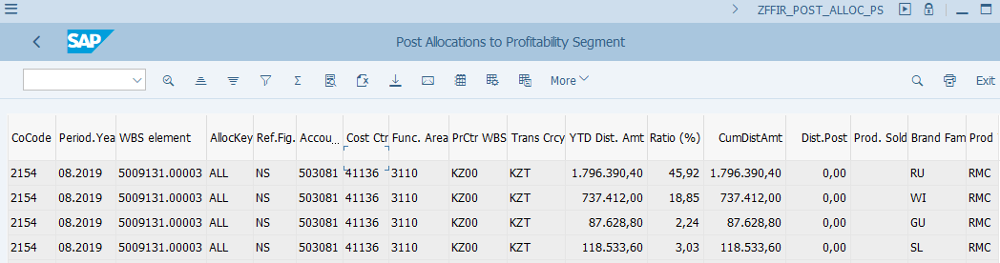 ZFFIR_POST_ALLOC_PS
SAP Post Allocations to Profitability Segment
More Exit
CoCode Period.Yea WBS element AllocKey Ref.Fig. Accou... Cost Ctr Func. Area PrCtr WBS Trans Crcy YTD Dist. Amt Ratio (%) CumDistAmt Dist.Post Prod. Sold Brand Fam Prod
2154 08.2019 5009131.00003 ALL NS 503081 41136 3110 KZ00 KZT 1.796.390,40 45,92 1.796.390,40 0,00 RU RMC
2154 08.2019 5009131.00003 ALL NS 503081 41136 3110 KZ00 KZT 737.412,00 18,85 737.412,00 0,00 WI RMC
2154 08.2019 5009131.00003 ALL NS 503081 41136 3110 KZ00 KZT 87.628,80 2,24 87.628,80 0,00 GU RMC
2154 08.2019 5009131.00003 ALL NS 503081 41136 3110 KZ00 KZT 118.533,60 3,03 118.533,60 0,00 SL RMC